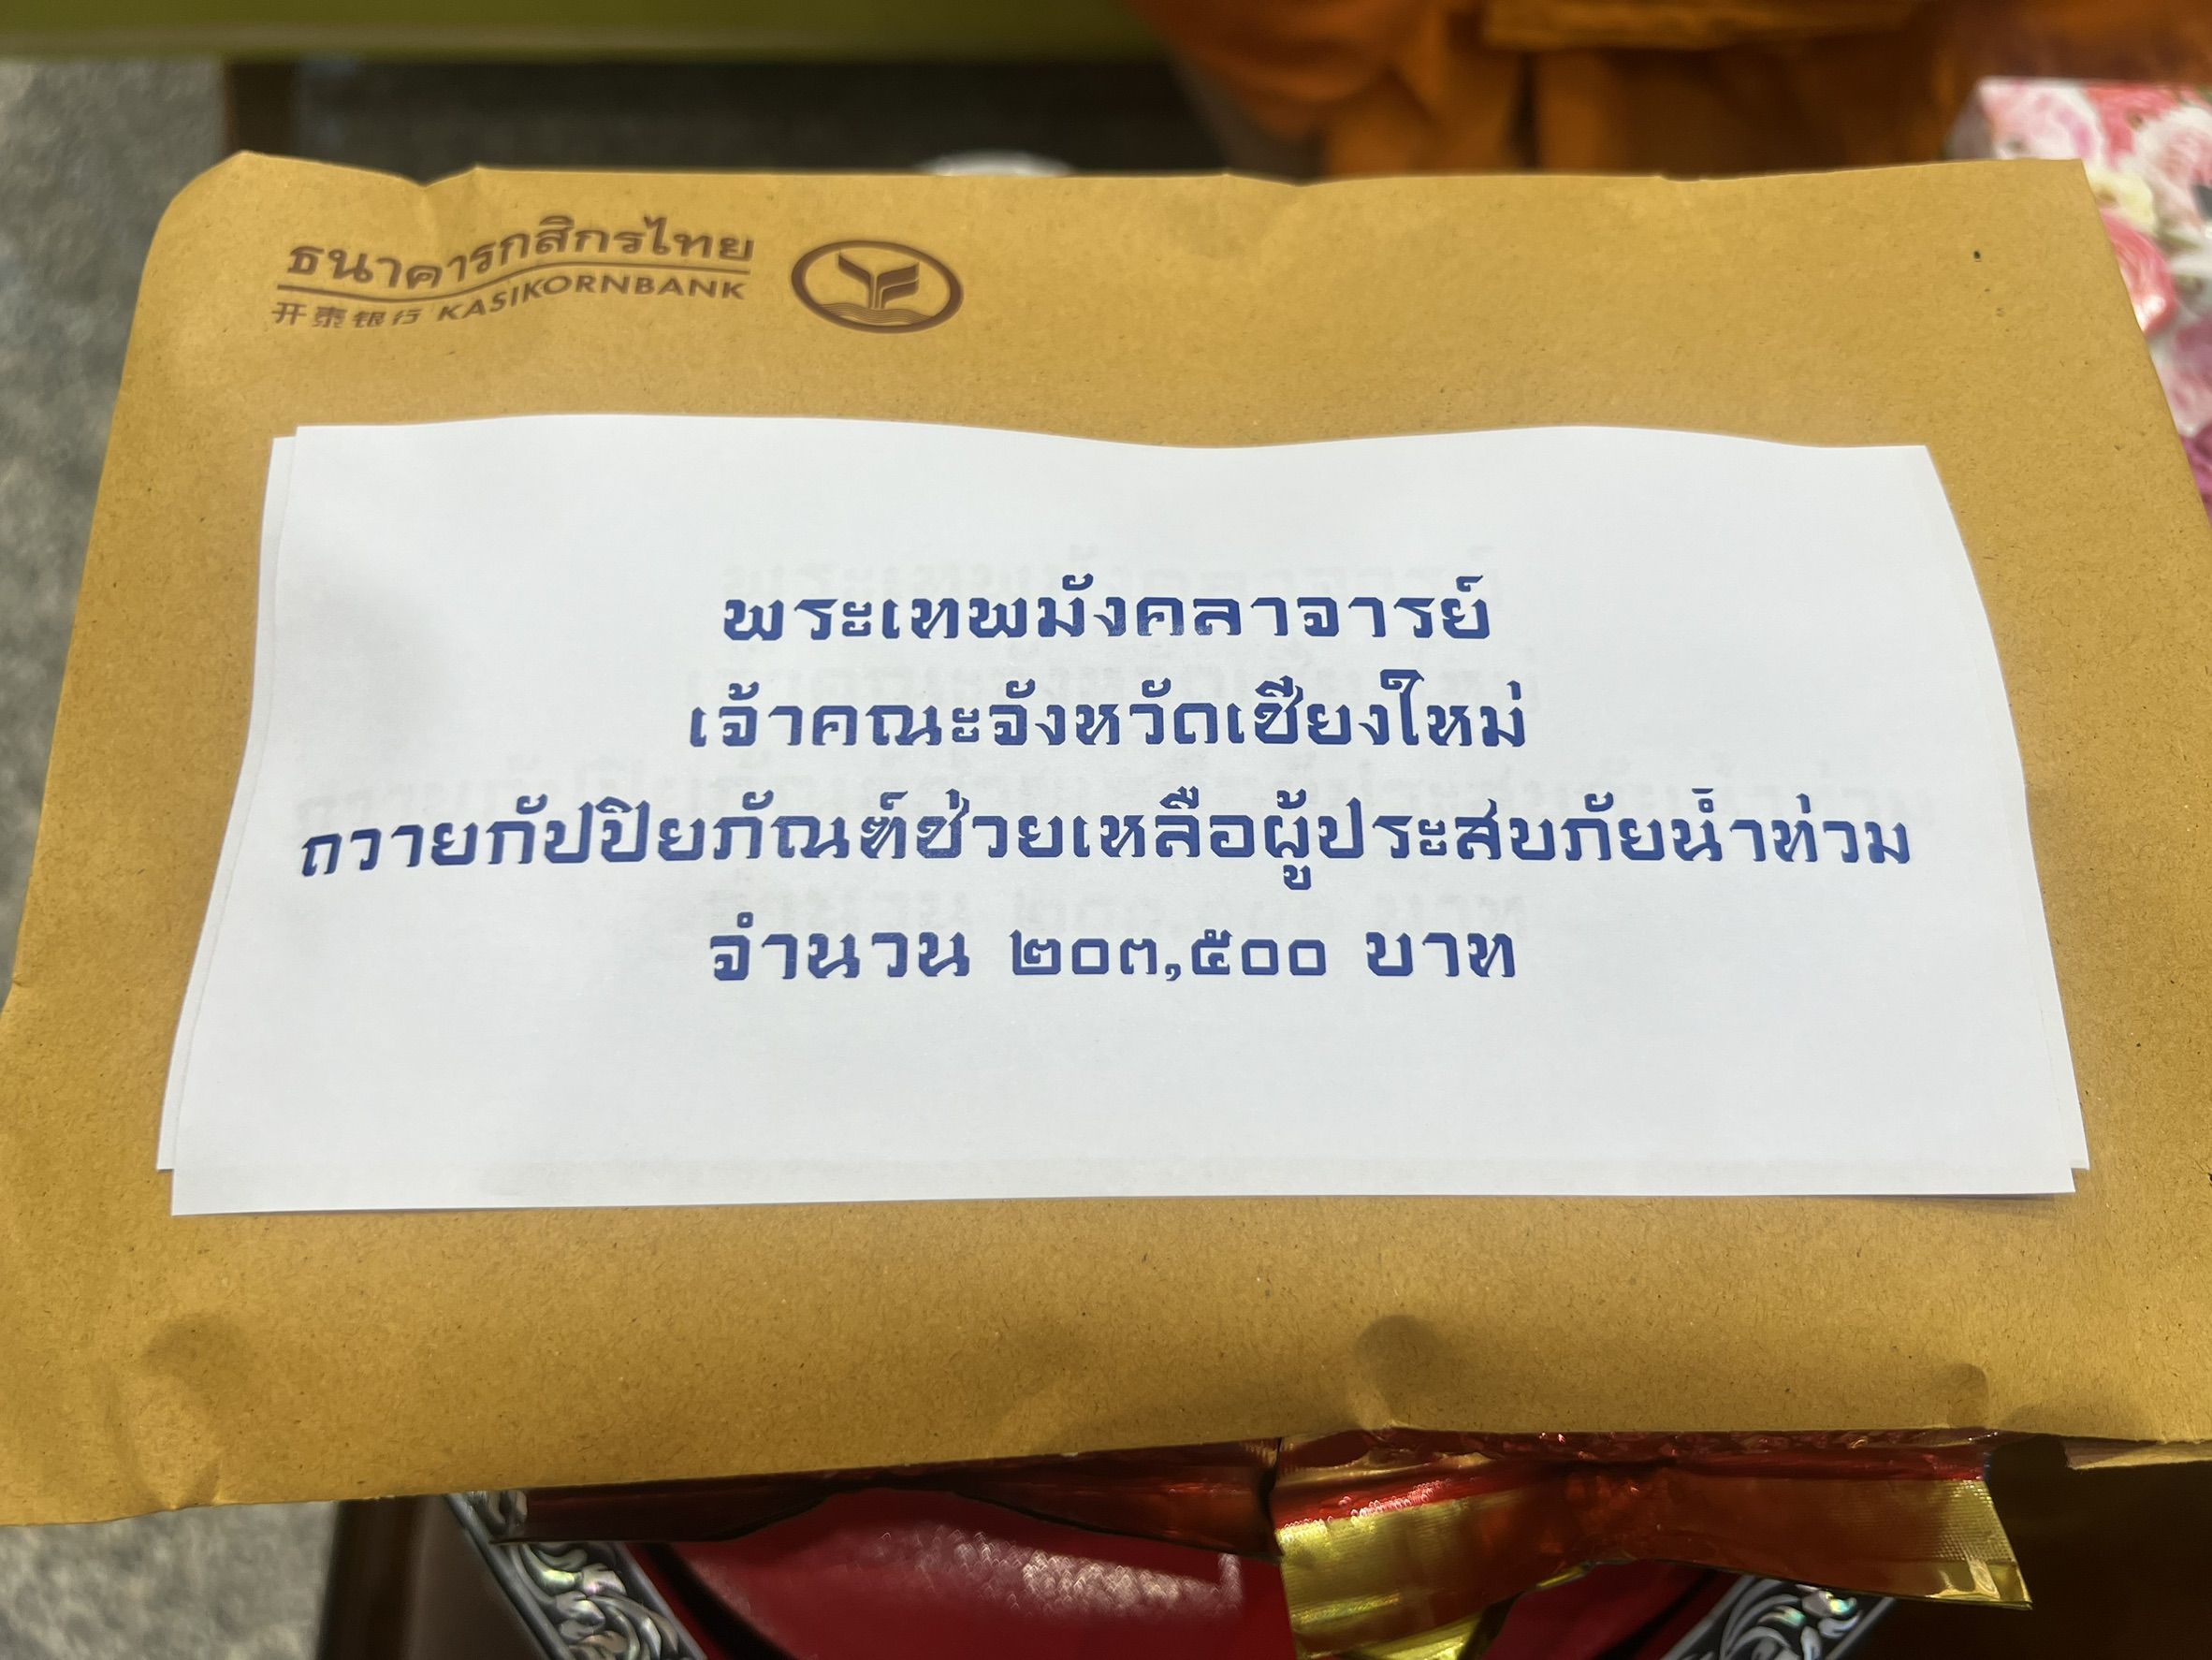 ธนาคารกสิกรไทย
开泰银行 KASIKORNBANK
พระเทพมังคลาจารย์
เจ้าคณะจังหวัดเชียงใหม่
ถวายกัปปิยภัณฑ์ช่วยเหลือผู้ประสบภัยน้ำท่วม
จำนวน ๒๐๓,๕๐๐ บาท